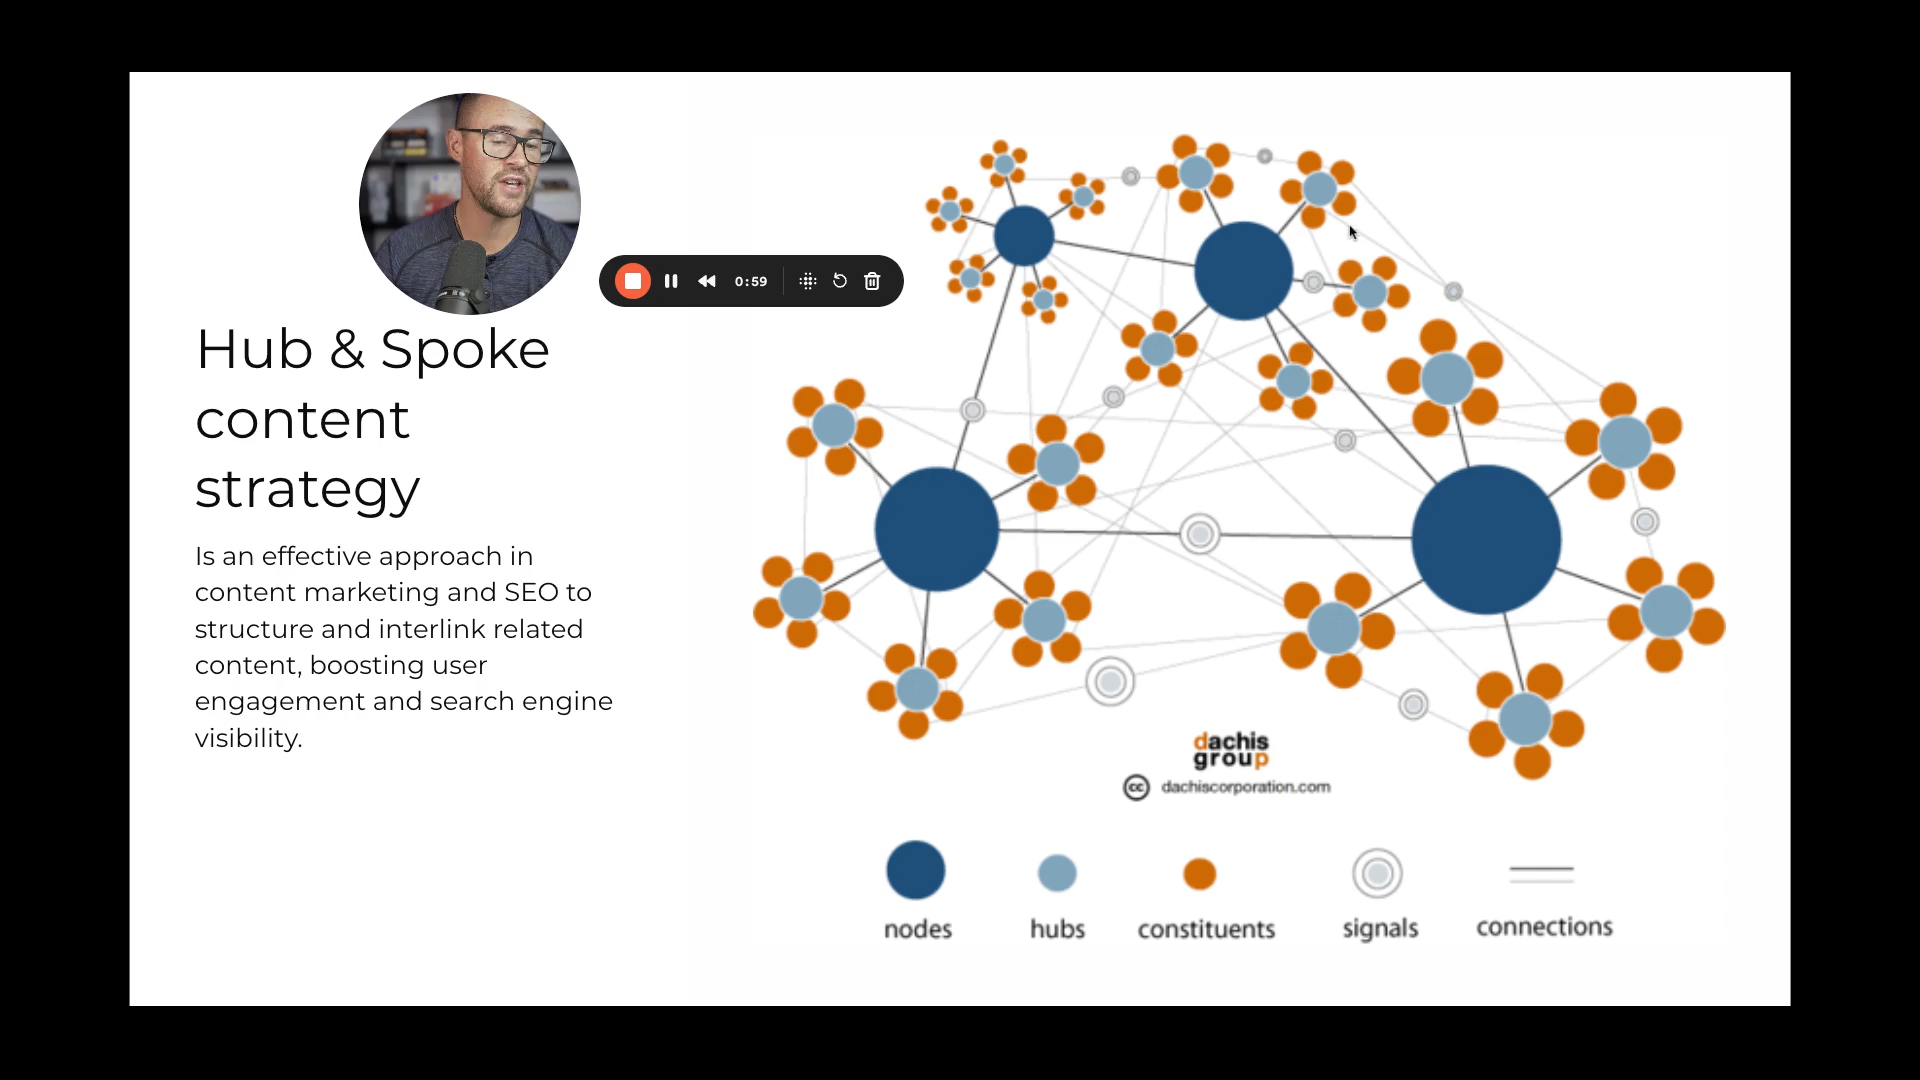 0:59
Hub & Spoke
content
strategy
Is an effective approach in
content marketing and SEO to
structure and interlink related
content, boosting user
engagement and search engine
visibility.
dachis
group
cc dachiscorporation.com
nodes hubs constituents signals connections